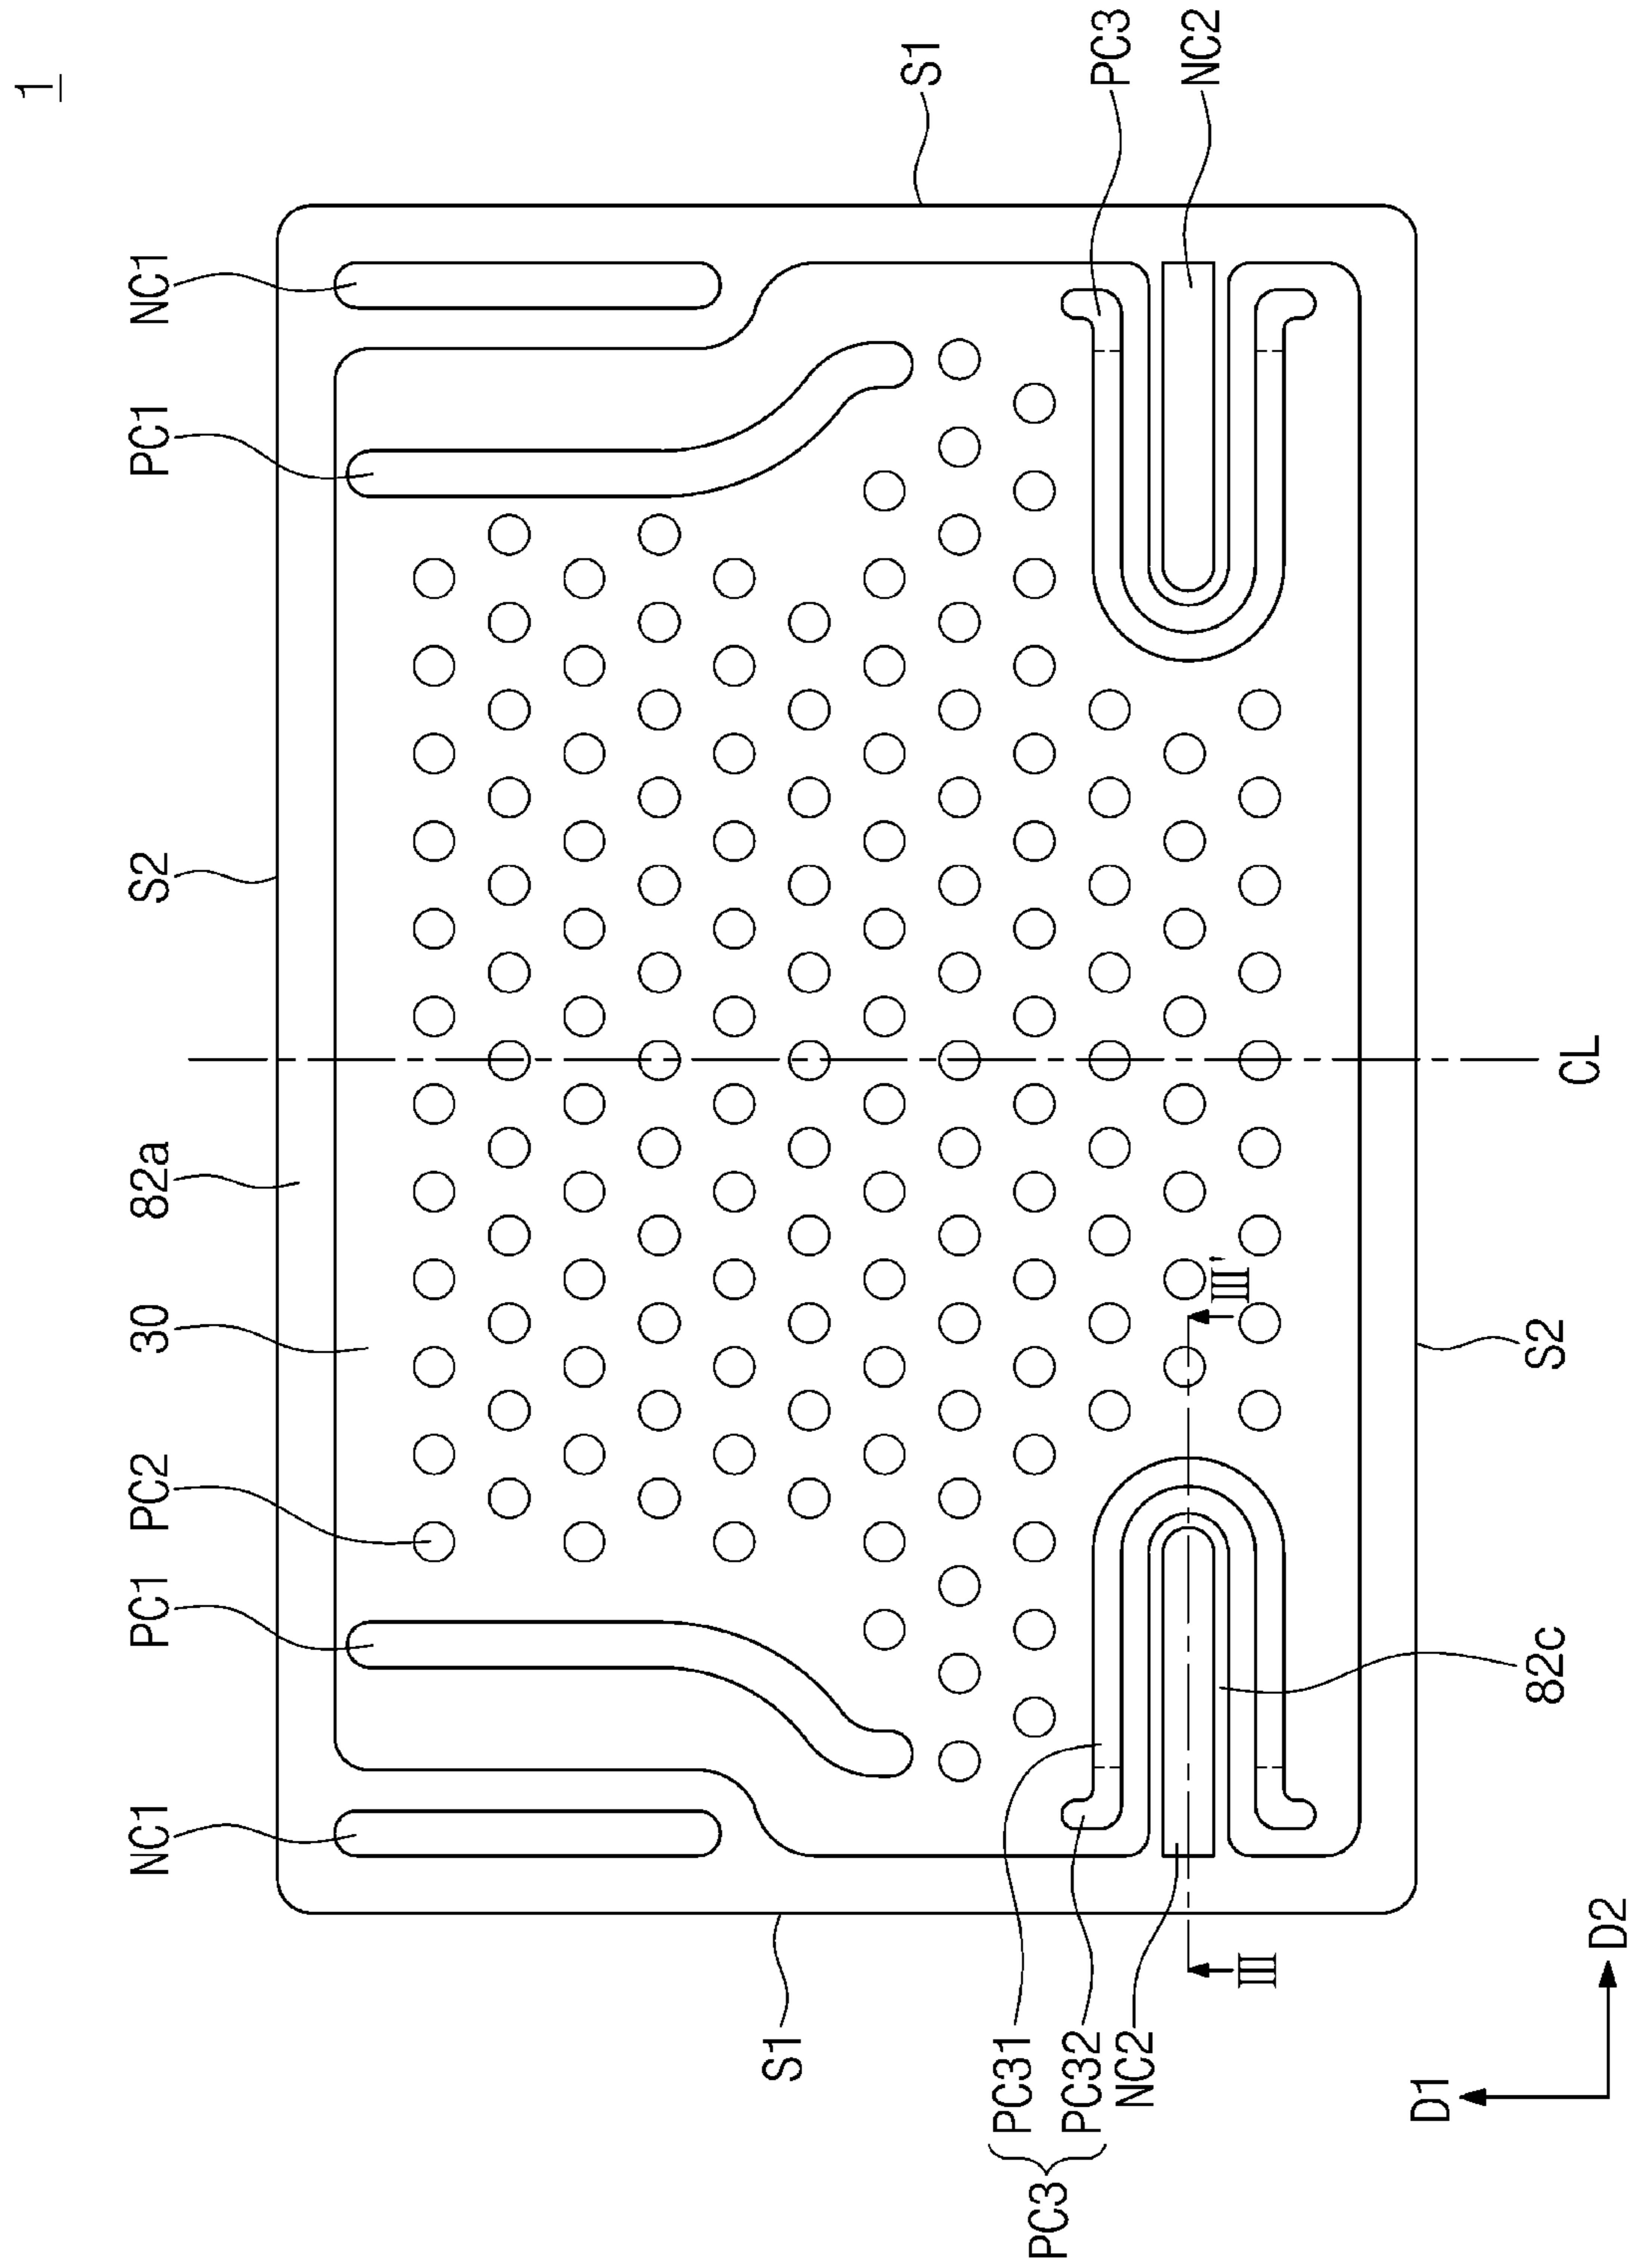 1
NC1
PC1
PC2
30
82a
S2
PC1
NC1
S1
S1
PC3
NC2
PC31
PC32
PC3
NC2
III
III'
82c
S2
CL
D1
D2